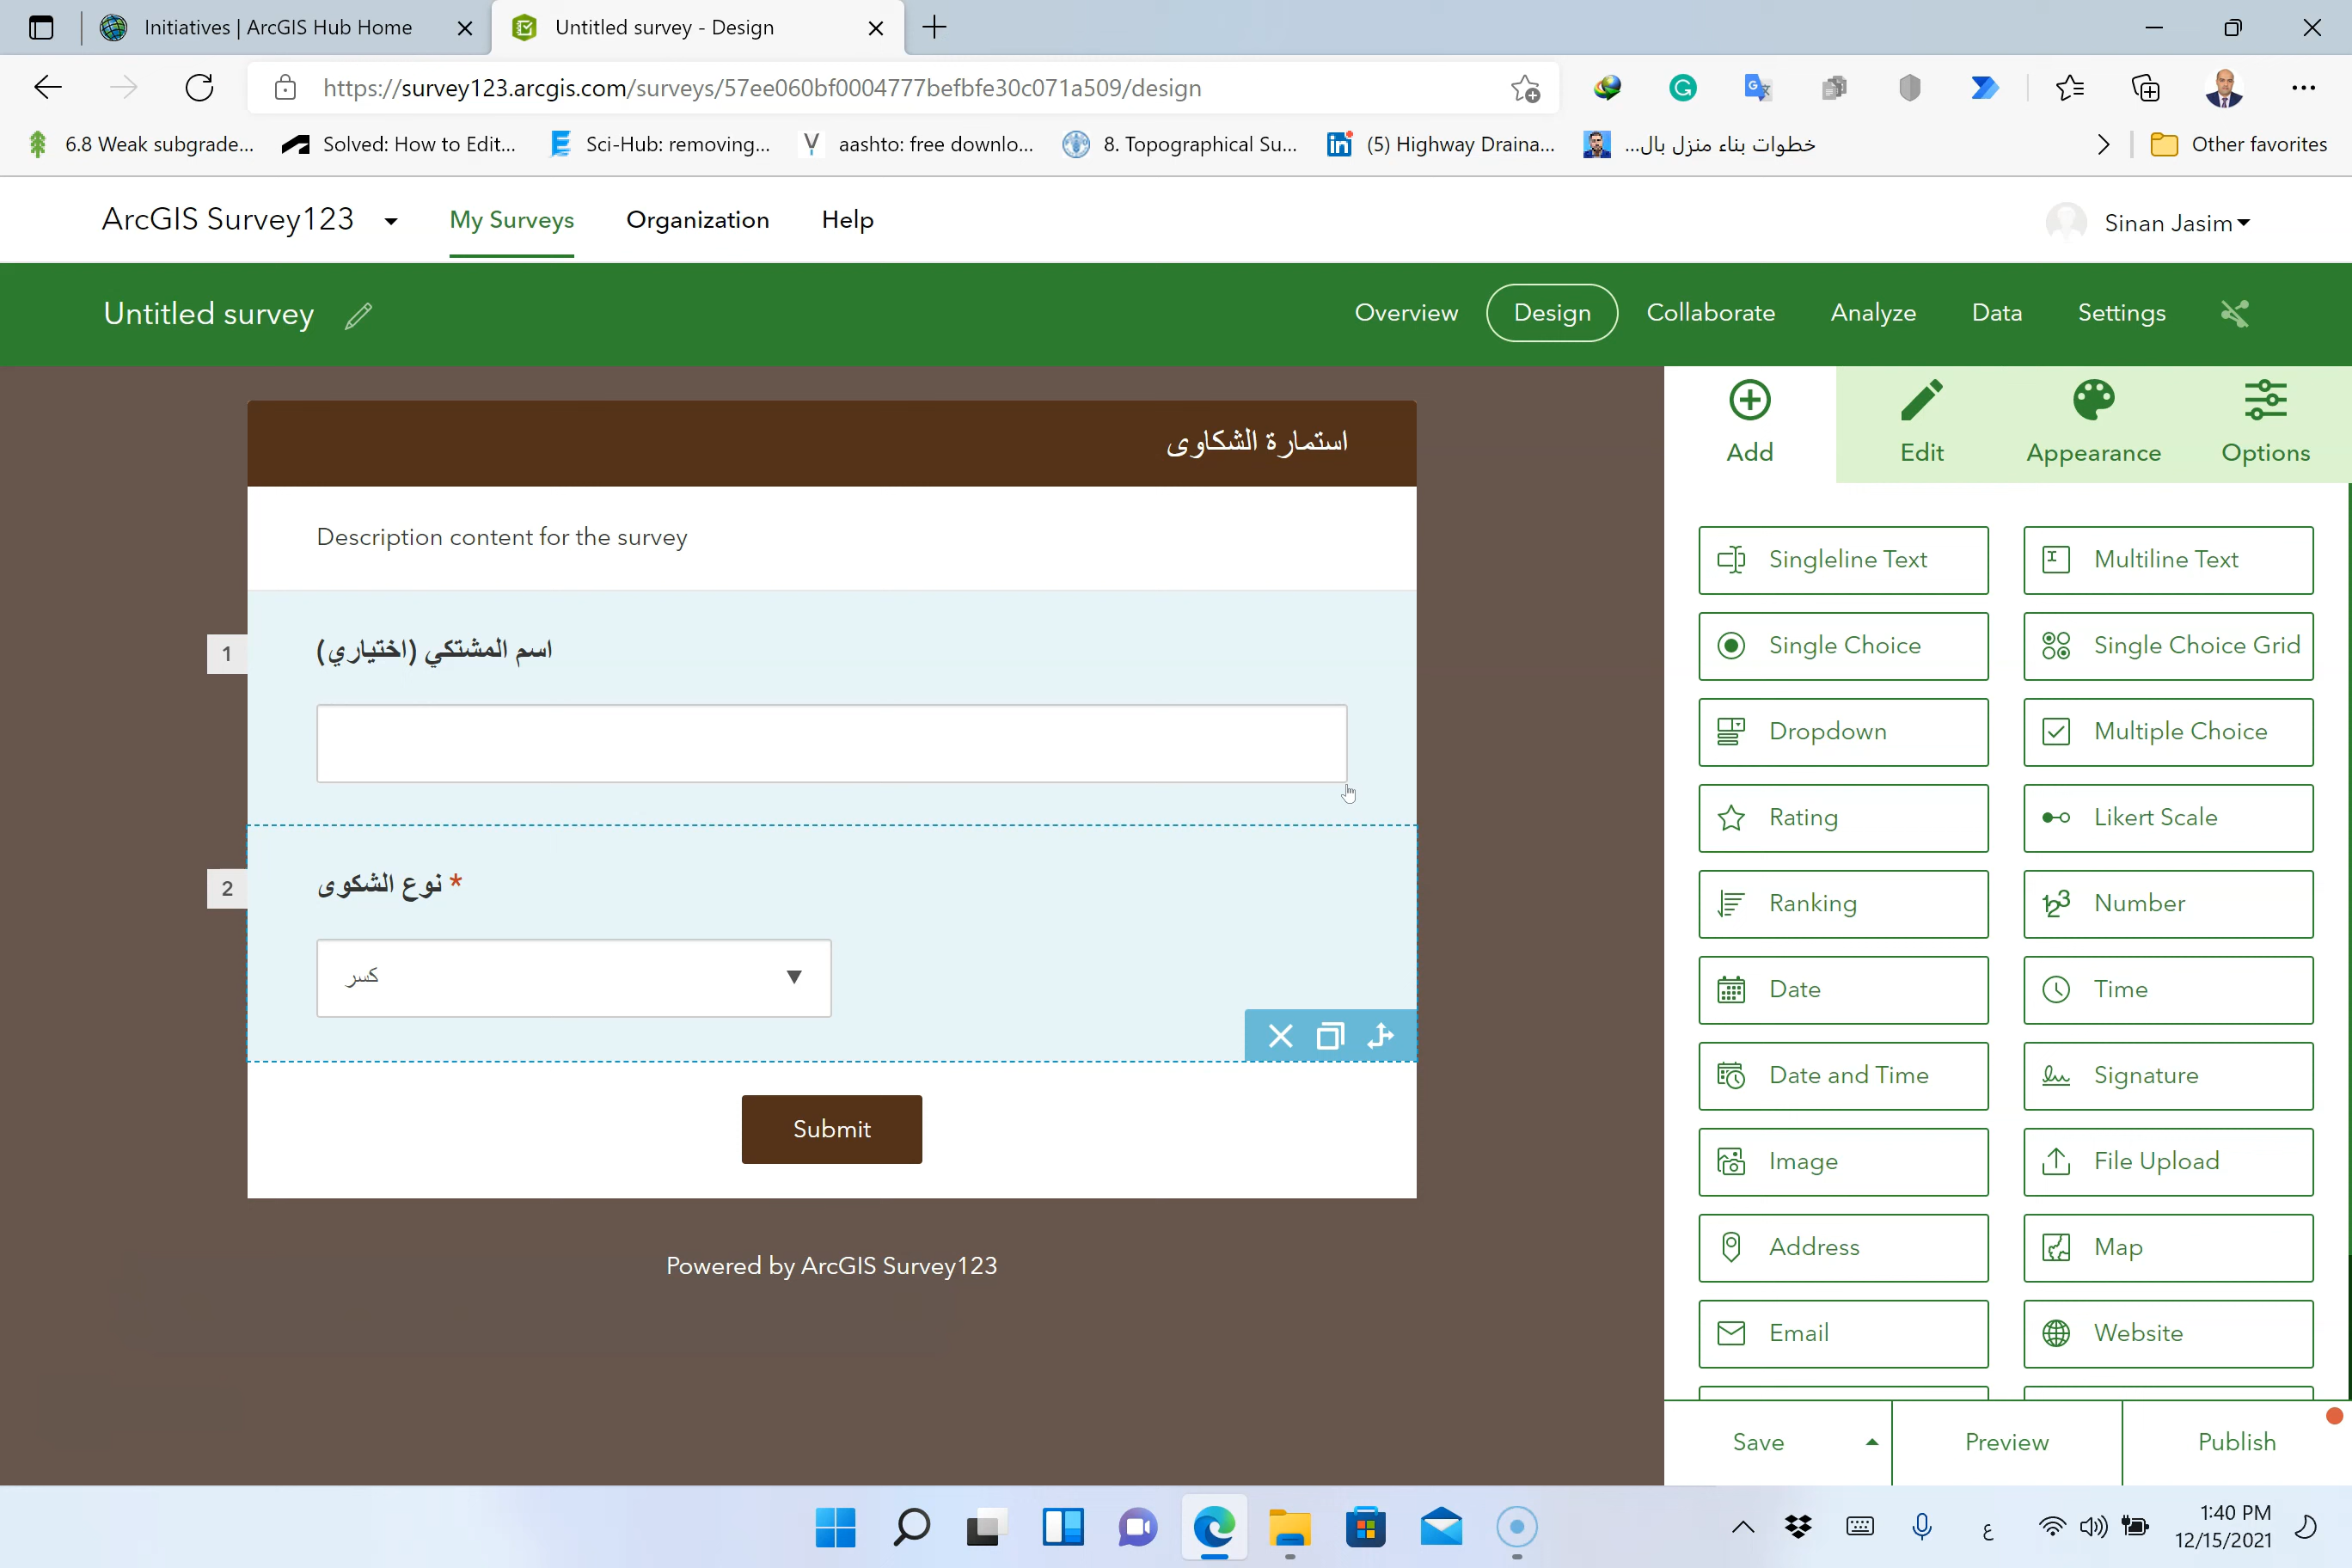 Initiatives | ArcGIS Hub Home
Untitled survey - Design
https://survey123.arcgis.com/surveys/57ee060bf0004777befbfe30c071a509/design
6.8 Weak subgrade...
Solved: How to Edit...
Sci-Hub: removing...
aashto: free downlo...
8. Topographical Su...
(5) Highway Draina...
خطوات بناء منزل بال...
Other favorites
ArcGIS Survey123
My Surveys
Organization
Help
Sinan Jasim
Untitled survey
Overview
Design
Collaborate
Analyze
Data
Settings
استمارة الشكاوى
Description content for the survey
1
اسم المشتكي (اختياري)
2
نوع الشكوى *
كسر
Submit
Powered by ArcGIS Survey123
Add
Edit
Appearance
Options
Singleline Text
Multiline Text
Single Choice
Single Choice Grid
Dropdown
Multiple Choice
Rating
Likert Scale
Ranking
Number
Date
Time
Date and Time
Signature
Image
File Upload
Address
Map
Email
Website
Save
Preview
Publish
ع
1:40 PM
12/15/2021